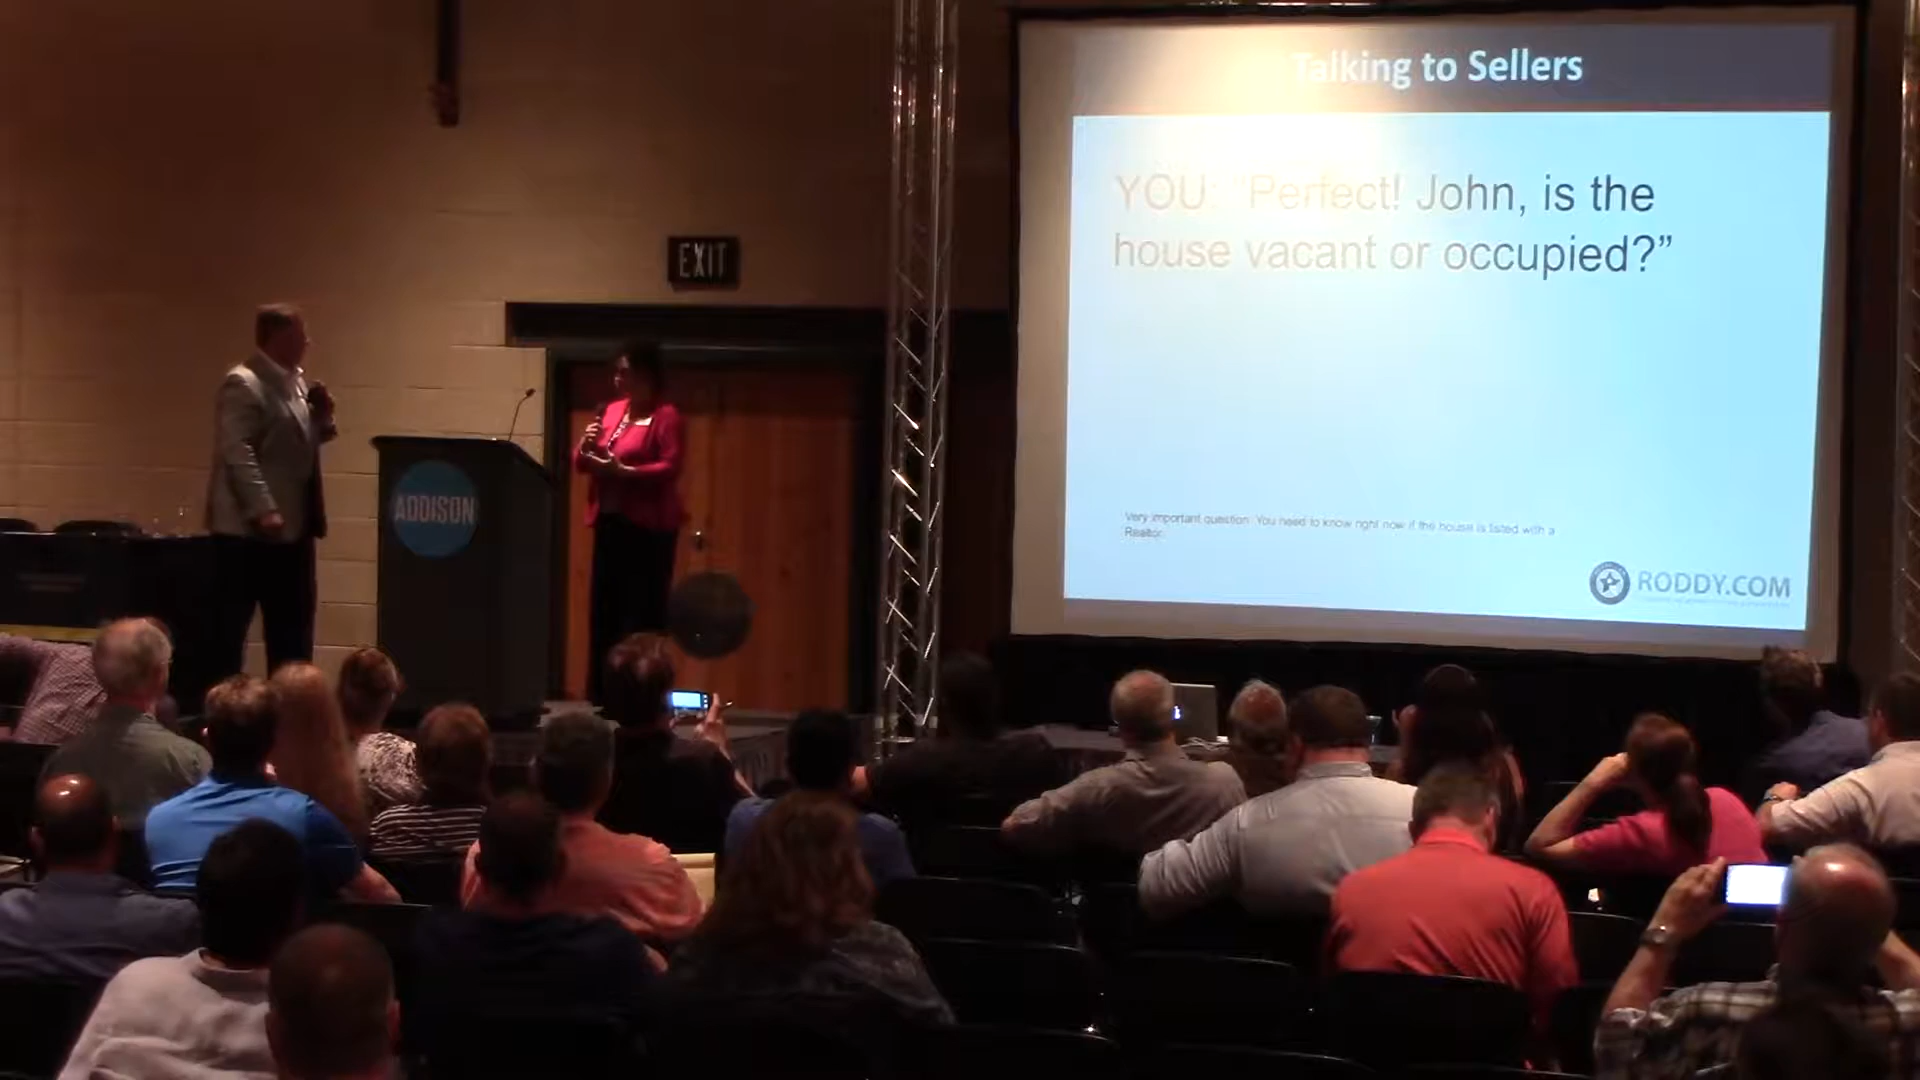 Talking to Sellers
YOU: “Perfect! John, is the
house vacant or occupied?”
EXIT
ADDISON
Very important question. You need to know right now if the house is listed with a
Realtor.
RODDY.COM